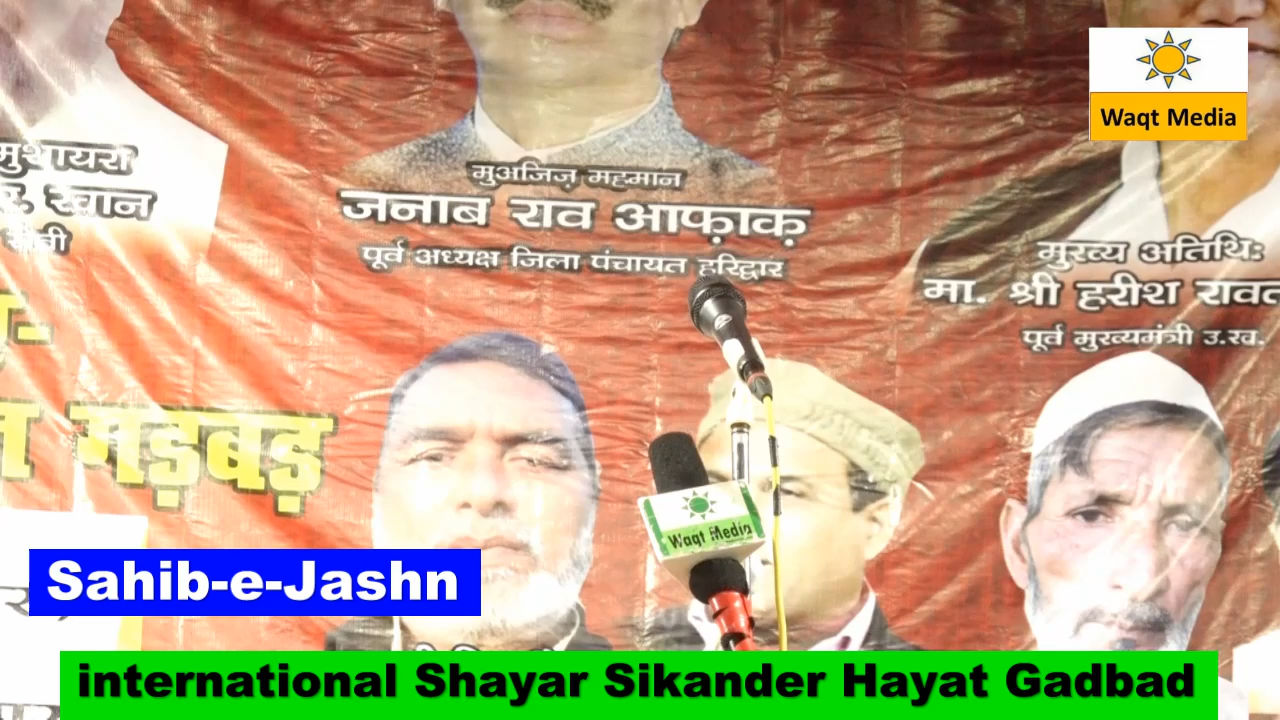 Waqt Media
मुशायरा
खान
मुअजिज़ मह्मान
जनाब राव आफ़ाक़
पूर्व अध्यक्ष जिला पंचायत हरिद्वार
मुख्य अतिथिः
मा. श्री हरीश रावत
पूर्व मुख्यमंत्री उ.ख.
गड़बड़
Waqt Media
Sahib-e-Jashn
international Shayar Sikander Hayat Gadbad